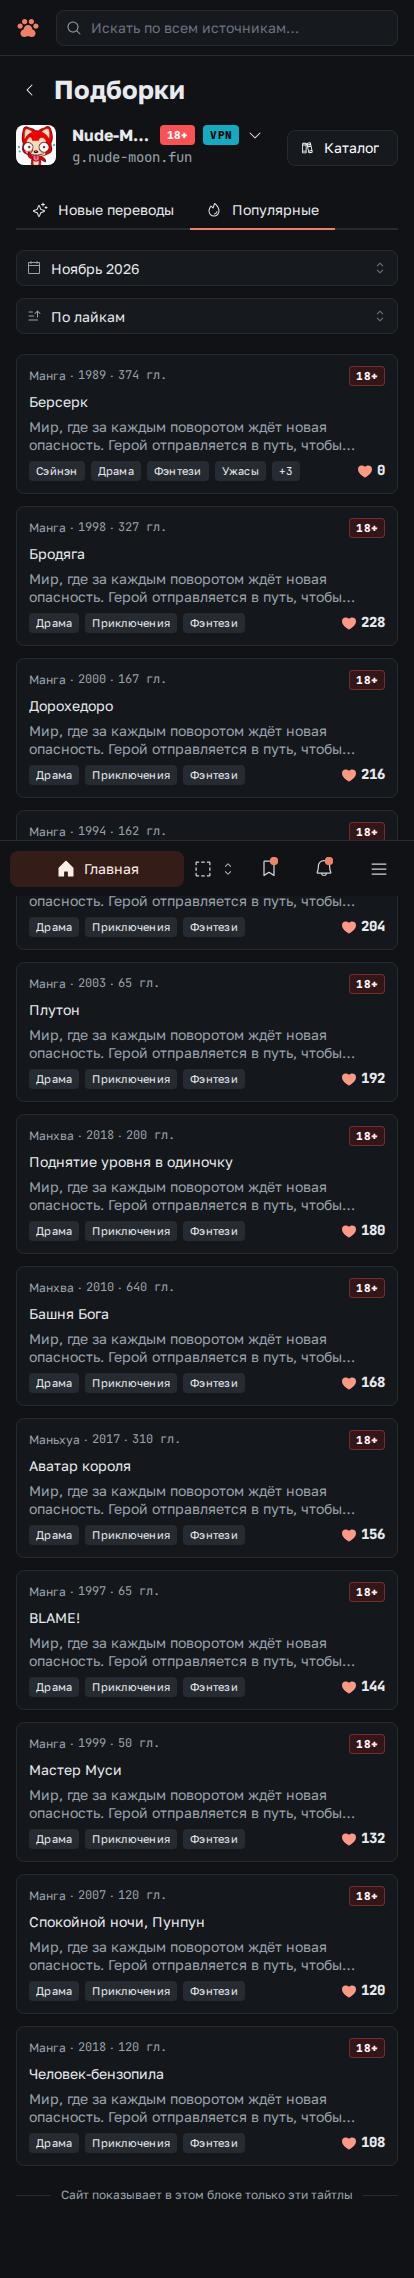 Искать по всем источникам...
Подборки
Nude-M... 18+ VPN
g.nude-moon.fun
Каталог
Новые переводы
Популярные
Ноябрь 2026
По лайкам
Манга · 1989 · 374 гл. 18+
Берсерк
Мир, где за каждым поворотом ждёт новая
опасность. Герой отправляется в путь, чтобы...
Сэйнэн Драма Фэнтези Ужасы +3 0
Манга · 1998 · 327 гл. 18+
Бродяга
Мир, где за каждым поворотом ждёт новая
опасность. Герой отправляется в путь, чтобы...
Драма Приключения Фэнтези 228
Манга · 2000 · 167 гл. 18+
Дорохедоро
Мир, где за каждым поворотом ждёт новая
опасность. Герой отправляется в путь, чтобы...
Драма Приключения Фэнтези 216
Манга · 1994 · 162 гл. 18+
Главная
опасность. Герой отправляется в путь, чтобы...
Драма Приключения Фэнтези 204
Манга · 2003 · 65 гл. 18+
Плутон
Мир, где за каждым поворотом ждёт новая
опасность. Герой отправляется в путь, чтобы...
Драма Приключения Фэнтези 192
Манхва · 2018 · 200 гл. 18+
Поднятие уровня в одиночку
Мир, где за каждым поворотом ждёт новая
опасность. Герой отправляется в путь, чтобы...
Драма Приключения Фэнтези 180
Манхва · 2010 · 640 гл. 18+
Башня Бога
Мир, где за каждым поворотом ждёт новая
опасность. Герой отправляется в путь, чтобы...
Драма Приключения Фэнтези 168
Маньхуа · 2017 · 310 гл. 18+
Аватар короля
Мир, где за каждым поворотом ждёт новая
опасность. Герой отправляется в путь, чтобы...
Драма Приключения Фэнтези 156
Манга · 1997 · 65 гл. 18+
BLAME!
Мир, где за каждым поворотом ждёт новая
опасность. Герой отправляется в путь, чтобы...
Драма Приключения Фэнтези 144
Манга · 1999 · 50 гл. 18+
Мастер Муси
Мир, где за каждым поворотом ждёт новая
опасность. Герой отправляется в путь, чтобы...
Драма Приключения Фэнтези 132
Манга · 2007 · 120 гл. 18+
Спокойной ночи, Пунпун
Мир, где за каждым поворотом ждёт новая
опасность. Герой отправляется в путь, чтобы...
Драма Приключения Фэнтези 120
Манга · 2018 · 120 гл. 18+
Человек-бензопила
Мир, где за каждым поворотом ждёт новая
опасность. Герой отправляется в путь, чтобы...
Драма Приключения Фэнтези 108
Сайт показывает в этом блоке только эти тайтлы